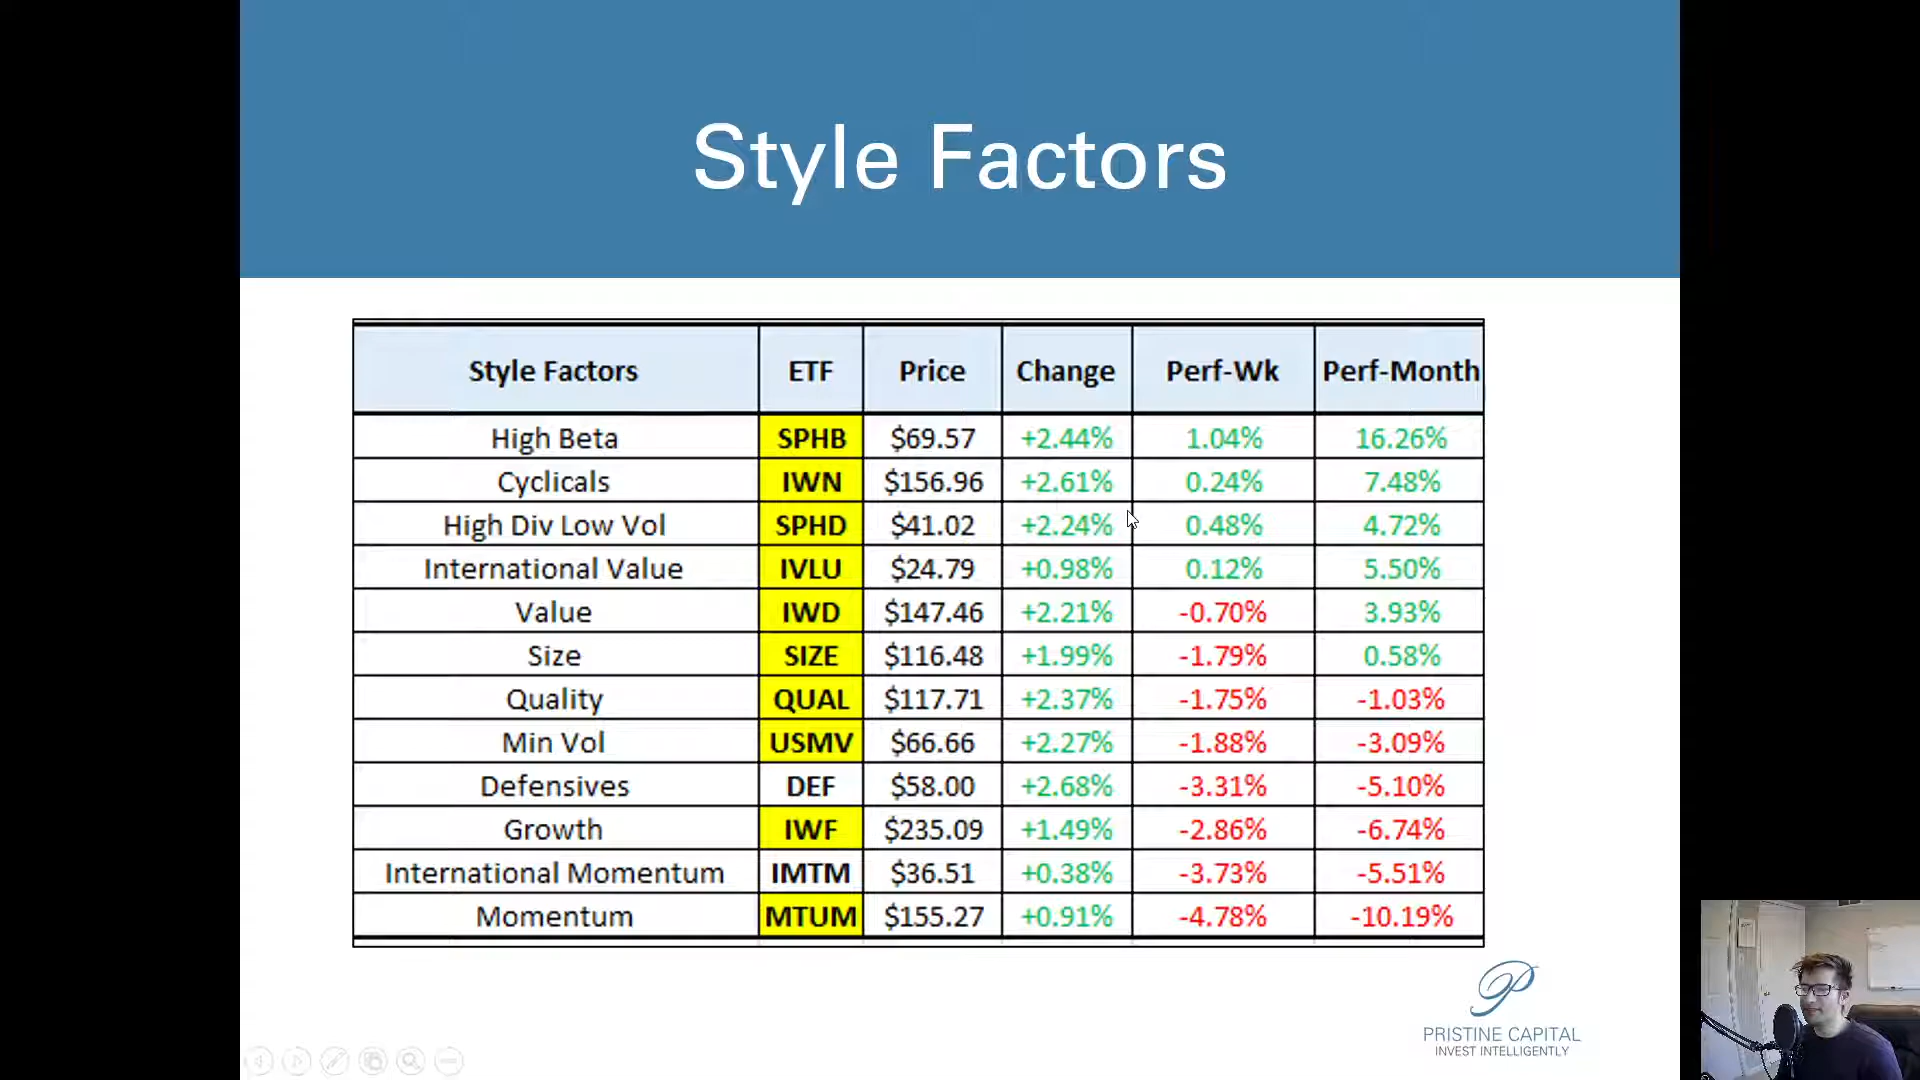 Style Factors
Style Factors ETF Price Change Perf-Wk Perf-Month
High Beta SPHB $69.57 +2.44% 1.04% 16.26%
Cyclicals IWN $156.96 +2.61% 0.24% 7.48%
High Div Low Vol SPHD $41.02 +2.24% 0.48% 4.72%
International Value IVLU $24.79 +0.98% 0.12% 5.50%
Value IWD $147.46 +2.21% -0.70% 3.93%
Size SIZE $116.48 +1.99% -1.79% 0.58%
Quality QUAL $117.71 +2.37% -1.75% -1.03%
Min Vol USMV $66.66 +2.27% -1.88% -3.09%
Defensives DEF $58.00 +2.68% -3.31% -5.10%
Growth IWF $235.09 +1.49% -2.86% -6.74%
International Momentum IMTM $36.51 +0.38% -3.73% -5.51%
Momentum MTUM $155.27 +0.91% -4.78% -10.19%
P
PRISTINE CAPITAL
INVEST INTELLIGENTLY